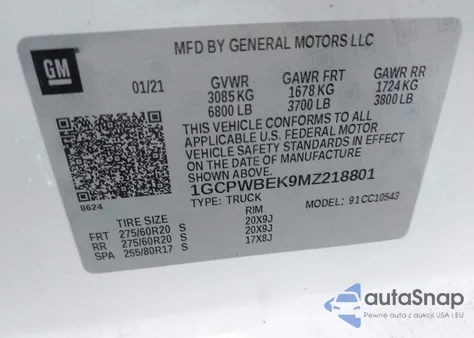 GM
MFD BY GENERAL MOTORS LLC
01/21
GVWR GAWR FRT GAWR RR
3085 KG 1678 KG 1724 KG
6800 LB 3700 LB 3800 LB
THIS VEHICLE CONFORMS TO ALL
APPLICABLE U.S. FEDERAL MOTOR
VEHICLE SAFETY STANDARDS IN EFFECT
ON THE DATE OF MANUFACTURE SHOWN ABOVE.
1GCPWBEK9MZ218801
8624
TYPE: TRUCK MODEL: 91CC10543
TIRE SIZE RIM
FRT 275/60R20 S 20X9J
RR 275/60R20 S 20X9J
SPA 255/80R17 S 17X8J
autoSnap
Pewne auta z aukcji USA i EU